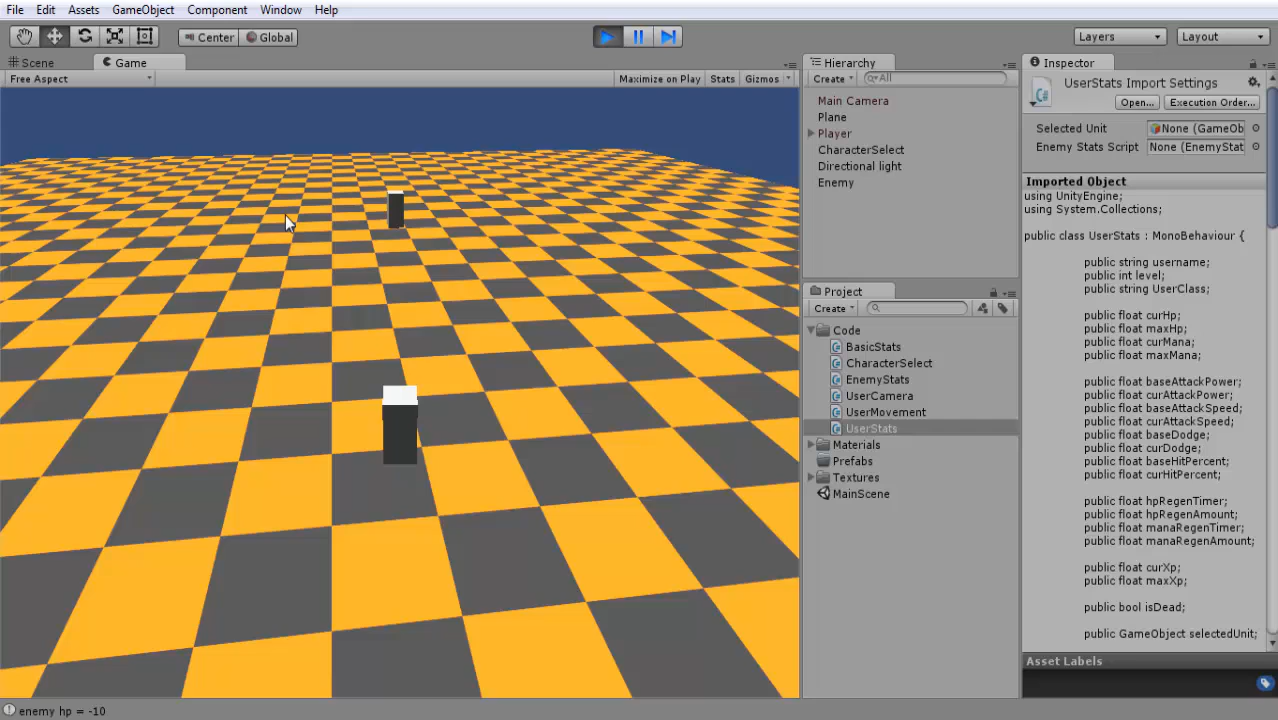 File Edit Assets GameObject Component Window Help
Center Global
Layers Layout
Scene Game
Free Aspect
Maximize on Play Stats Gizmos
Hierarchy
Create All
Main Camera
Plane
Player
CharacterSelect
Directional light
Enemy
Project
Create
Code
BasicStats
CharacterSelect
EnemyStats
UserCamera
UserMovement
UserStats
Materials
Prefabs
Textures
MainScene
Inspector
UserStats Import Settings
Open... Execution Order...
Selected Unit None (GameOb
Enemy Stats Script None (EnemyStat
Imported Object
using UnityEngine;
using System.Collections;
public class UserStats : MonoBehaviour {
public string username;
public int level;
public string UserClass;
public float curHp;
public float maxHp;
public float curMana;
public float maxMana;
public float baseAttackPower;
public float curAttackPower;
public float baseAttackSpeed;
public float curAttackSpeed;
public float baseDodge;
public float curDodge;
public float baseHitPercent;
public float curHitPercent;
public float hpRegenTimer;
public float hpRegenAmount;
public float manaRegenTimer;
public float manaRegenAmount;
public float curXp;
public float maxXp;
public bool isDead;
public GameObject selectedUnit;
Asset Labels
enemy hp = -10